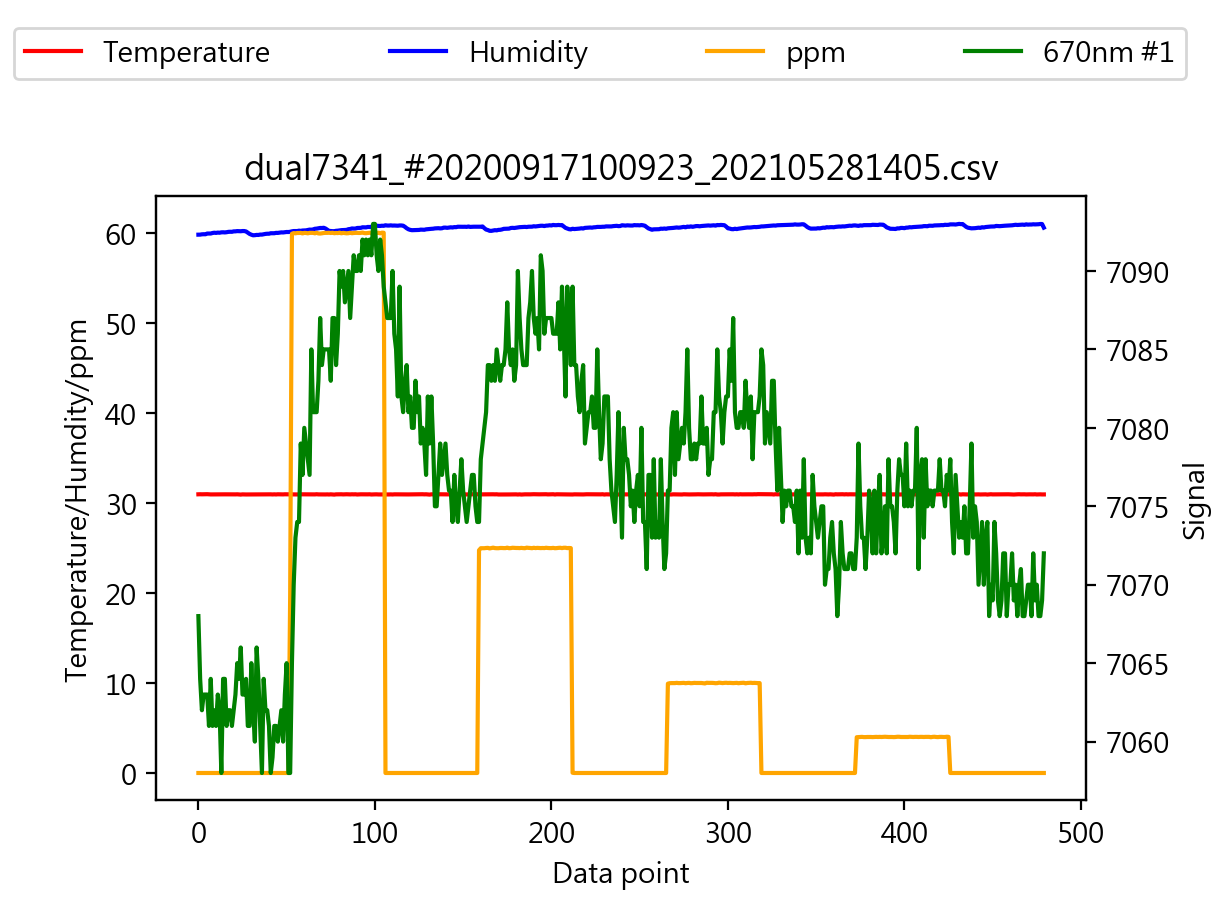 Temperature Humidity ppm 670nm #1
dual7341_#20200917100923_202105281405.csv
Temperature/Humdity/ppm
60
50
40
30
20
10
0
7090
7085
7080
7075
7070
7065
7060
Signal
0 100 200 300 400 500
Data point